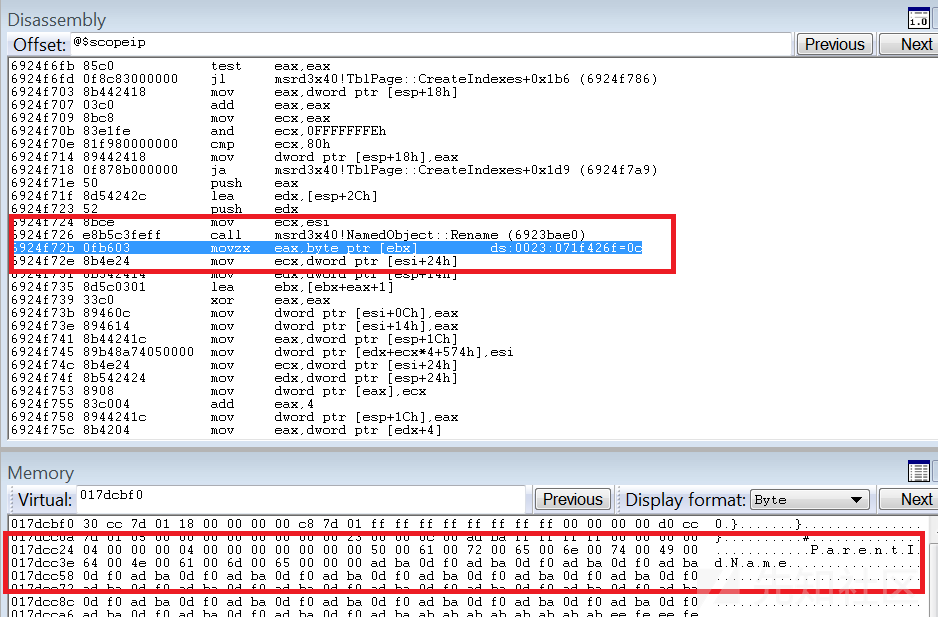 Disassembly
Offset: @$scopeip
Previous
Next
6924f6fb 85c0 test eax,eax
6924f6fd 0f8c83000000 jl msrd3x40!TblPage::CreateIndexes+0x1b6 (6924f786)
6924f703 8b442418 mov eax,dword ptr [esp+18h]
6924f707 03c0 add eax,eax
6924f709 8bc8 mov ecx,eax
6924f70b 83e1fe and ecx,0FFFFFFFEh
6924f70e 81f980000000 cmp ecx,80h
6924f714 89442418 mov dword ptr [esp+18h],eax
6924f718 0f878b000000 ja msrd3x40!TblPage::CreateIndexes+0x1d9 (6924f7a9)
6924f71e 50 push eax
6924f71f 8d54242c lea edx,[esp+2Ch]
6924f723 52 push edx
6924f724 8bce mov ecx,esi
6924f726 e8b5c3feff call msrd3x40!NamedObject::Rename (6923bae0)
6924f72b 0fb603 movzx eax,byte ptr [ebx] ds:0023:071f426f=0c
6924f72e 8b4e24 mov ecx,dword ptr [esi+24h]
mov edx,dword ptr [esp+14h]
6924f735 8d5c0301 lea ebx,[ebx+eax+1]
6924f739 33c0 xor eax,eax
6924f73b 89460c mov dword ptr [esi+0Ch],eax
6924f73e 894614 mov dword ptr [esi+14h],eax
6924f741 8b44241c mov eax,dword ptr [esp+1Ch]
6924f745 89b48a74050000 mov dword ptr [edx+ecx*4+574h],esi
6924f74c 8b4e24 mov ecx,dword ptr [esi+24h]
6924f74f 8b542424 mov edx,dword ptr [esp+24h]
6924f753 8908 mov dword ptr [eax],ecx
6924f755 83c004 add eax,4
6924f758 8944241c mov dword ptr [esp+1Ch],eax
6924f75c 8b4204 mov eax,dword ptr [edx+4]
Memory
Virtual: 017dcbf0
Previous
Display format: Byte
Next
017dcbf0 30 cc 7d 01 18 00 00 00 00 c8 7d 01 ff ff ff ff ff ff ff ff 00 00 00 00 d0 cc 0.}.......}...............
017dcc24 04 00 00 00 04 00 00 00 00 00 00 00 50 00 61 00 72 00 65 00 6e 00 74 00 49 00 ............P.a.r.e.n.t.I.
017dcc3e 64 00 4e 00 61 00 6d 00 65 00 00 00 ad ba 0d f0 ad ba 0d f0 ad ba 0d f0 ad ba d.N.a.m.e.................
017dcc58 0d f0 ad ba 0d f0 ad ba 0d f0 ad ba 0d f0 ad ba 0d f0 ad ba 0d f0 ad ba 0d f0 ..........................
017dcc8c 0d f0 ad ba 0d f0 ad ba 0d f0 ad ba 0d f0 ad ba 0d f0 ad ba 0d f0 ad ba 0d f0